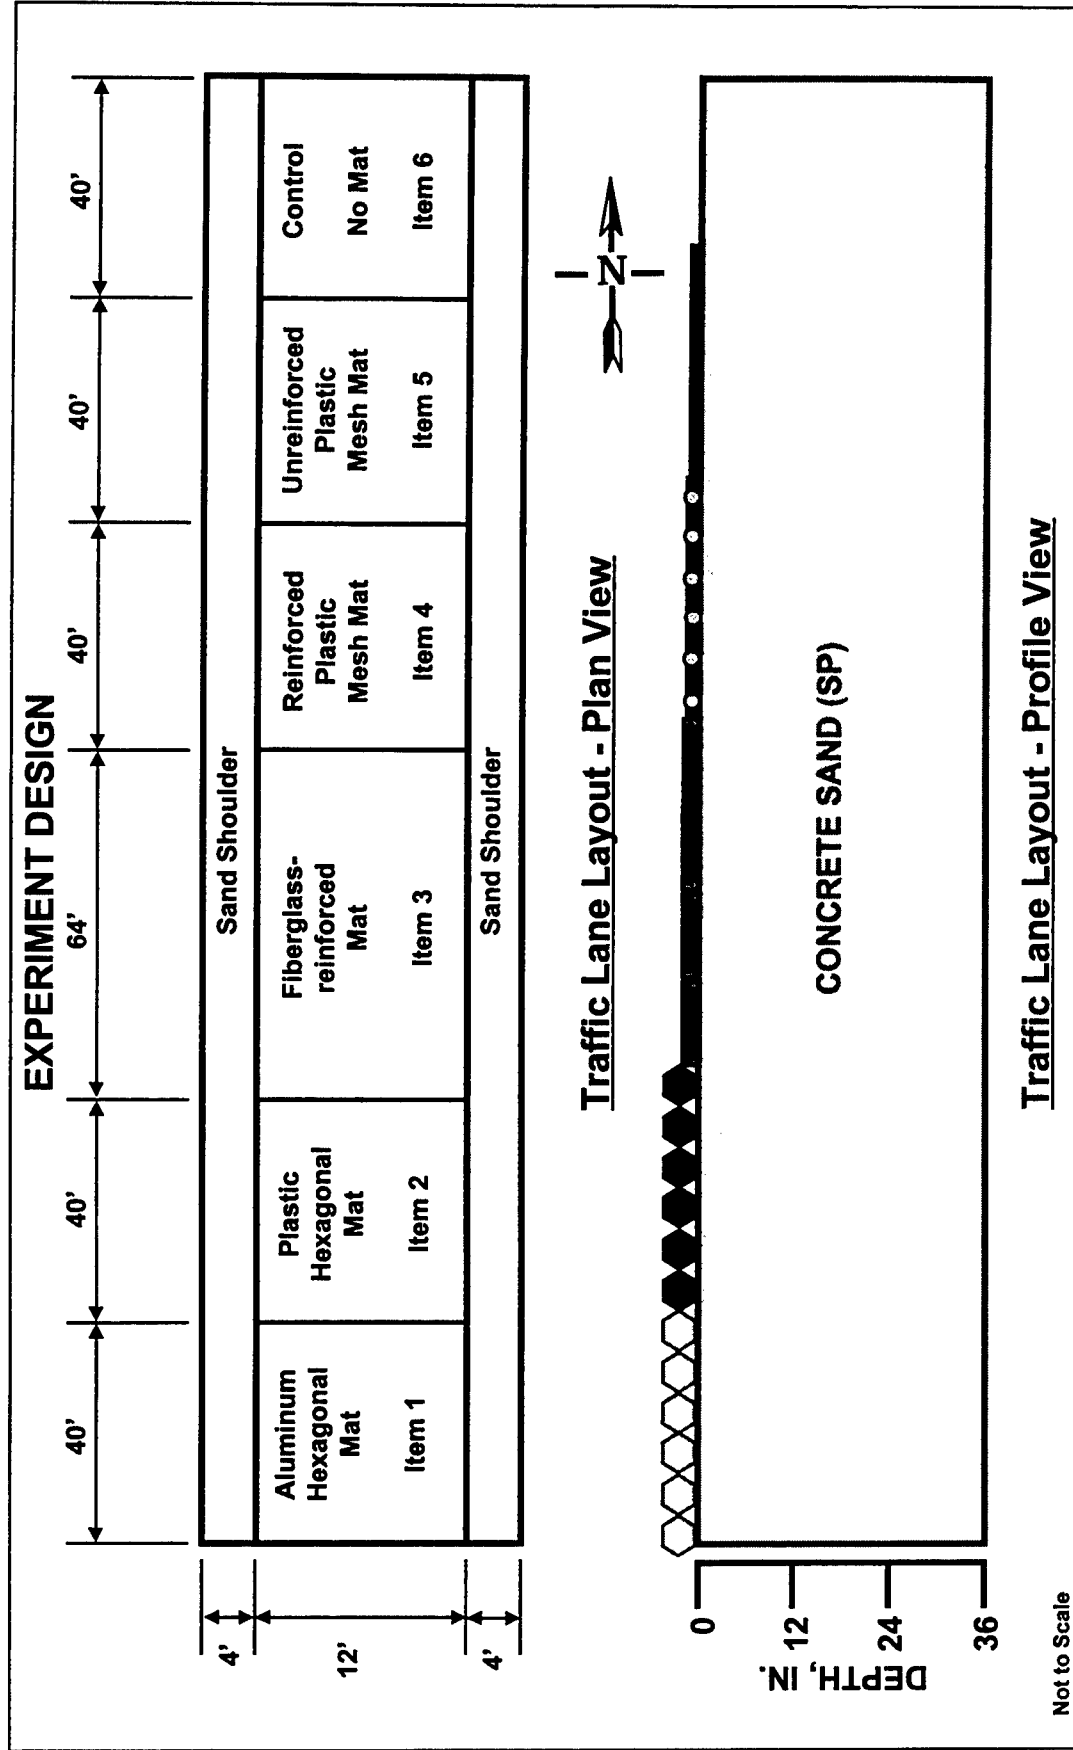 EXPERIMENT DESIGN
40'
40'
64'
40'
40'
40'
4'
12'
4'
Sand Shoulder
Aluminum
Hexagonal
Mat
Item 1
Plastic
Hexagonal
Mat
Item 2
Fiberglass-
reinforced
Mat
Item 3
Reinforced
Plastic
Mesh Mat
Item 4
Unreinforced
Plastic
Mesh Mat
Item 5
Control
No Mat
Item 6
Sand Shoulder
Traffic Lane Layout - Plan View
N
DEPTH, IN.
0
12
24
36
CONCRETE SAND (SP)
Traffic Lane Layout - Profile View
Not to Scale